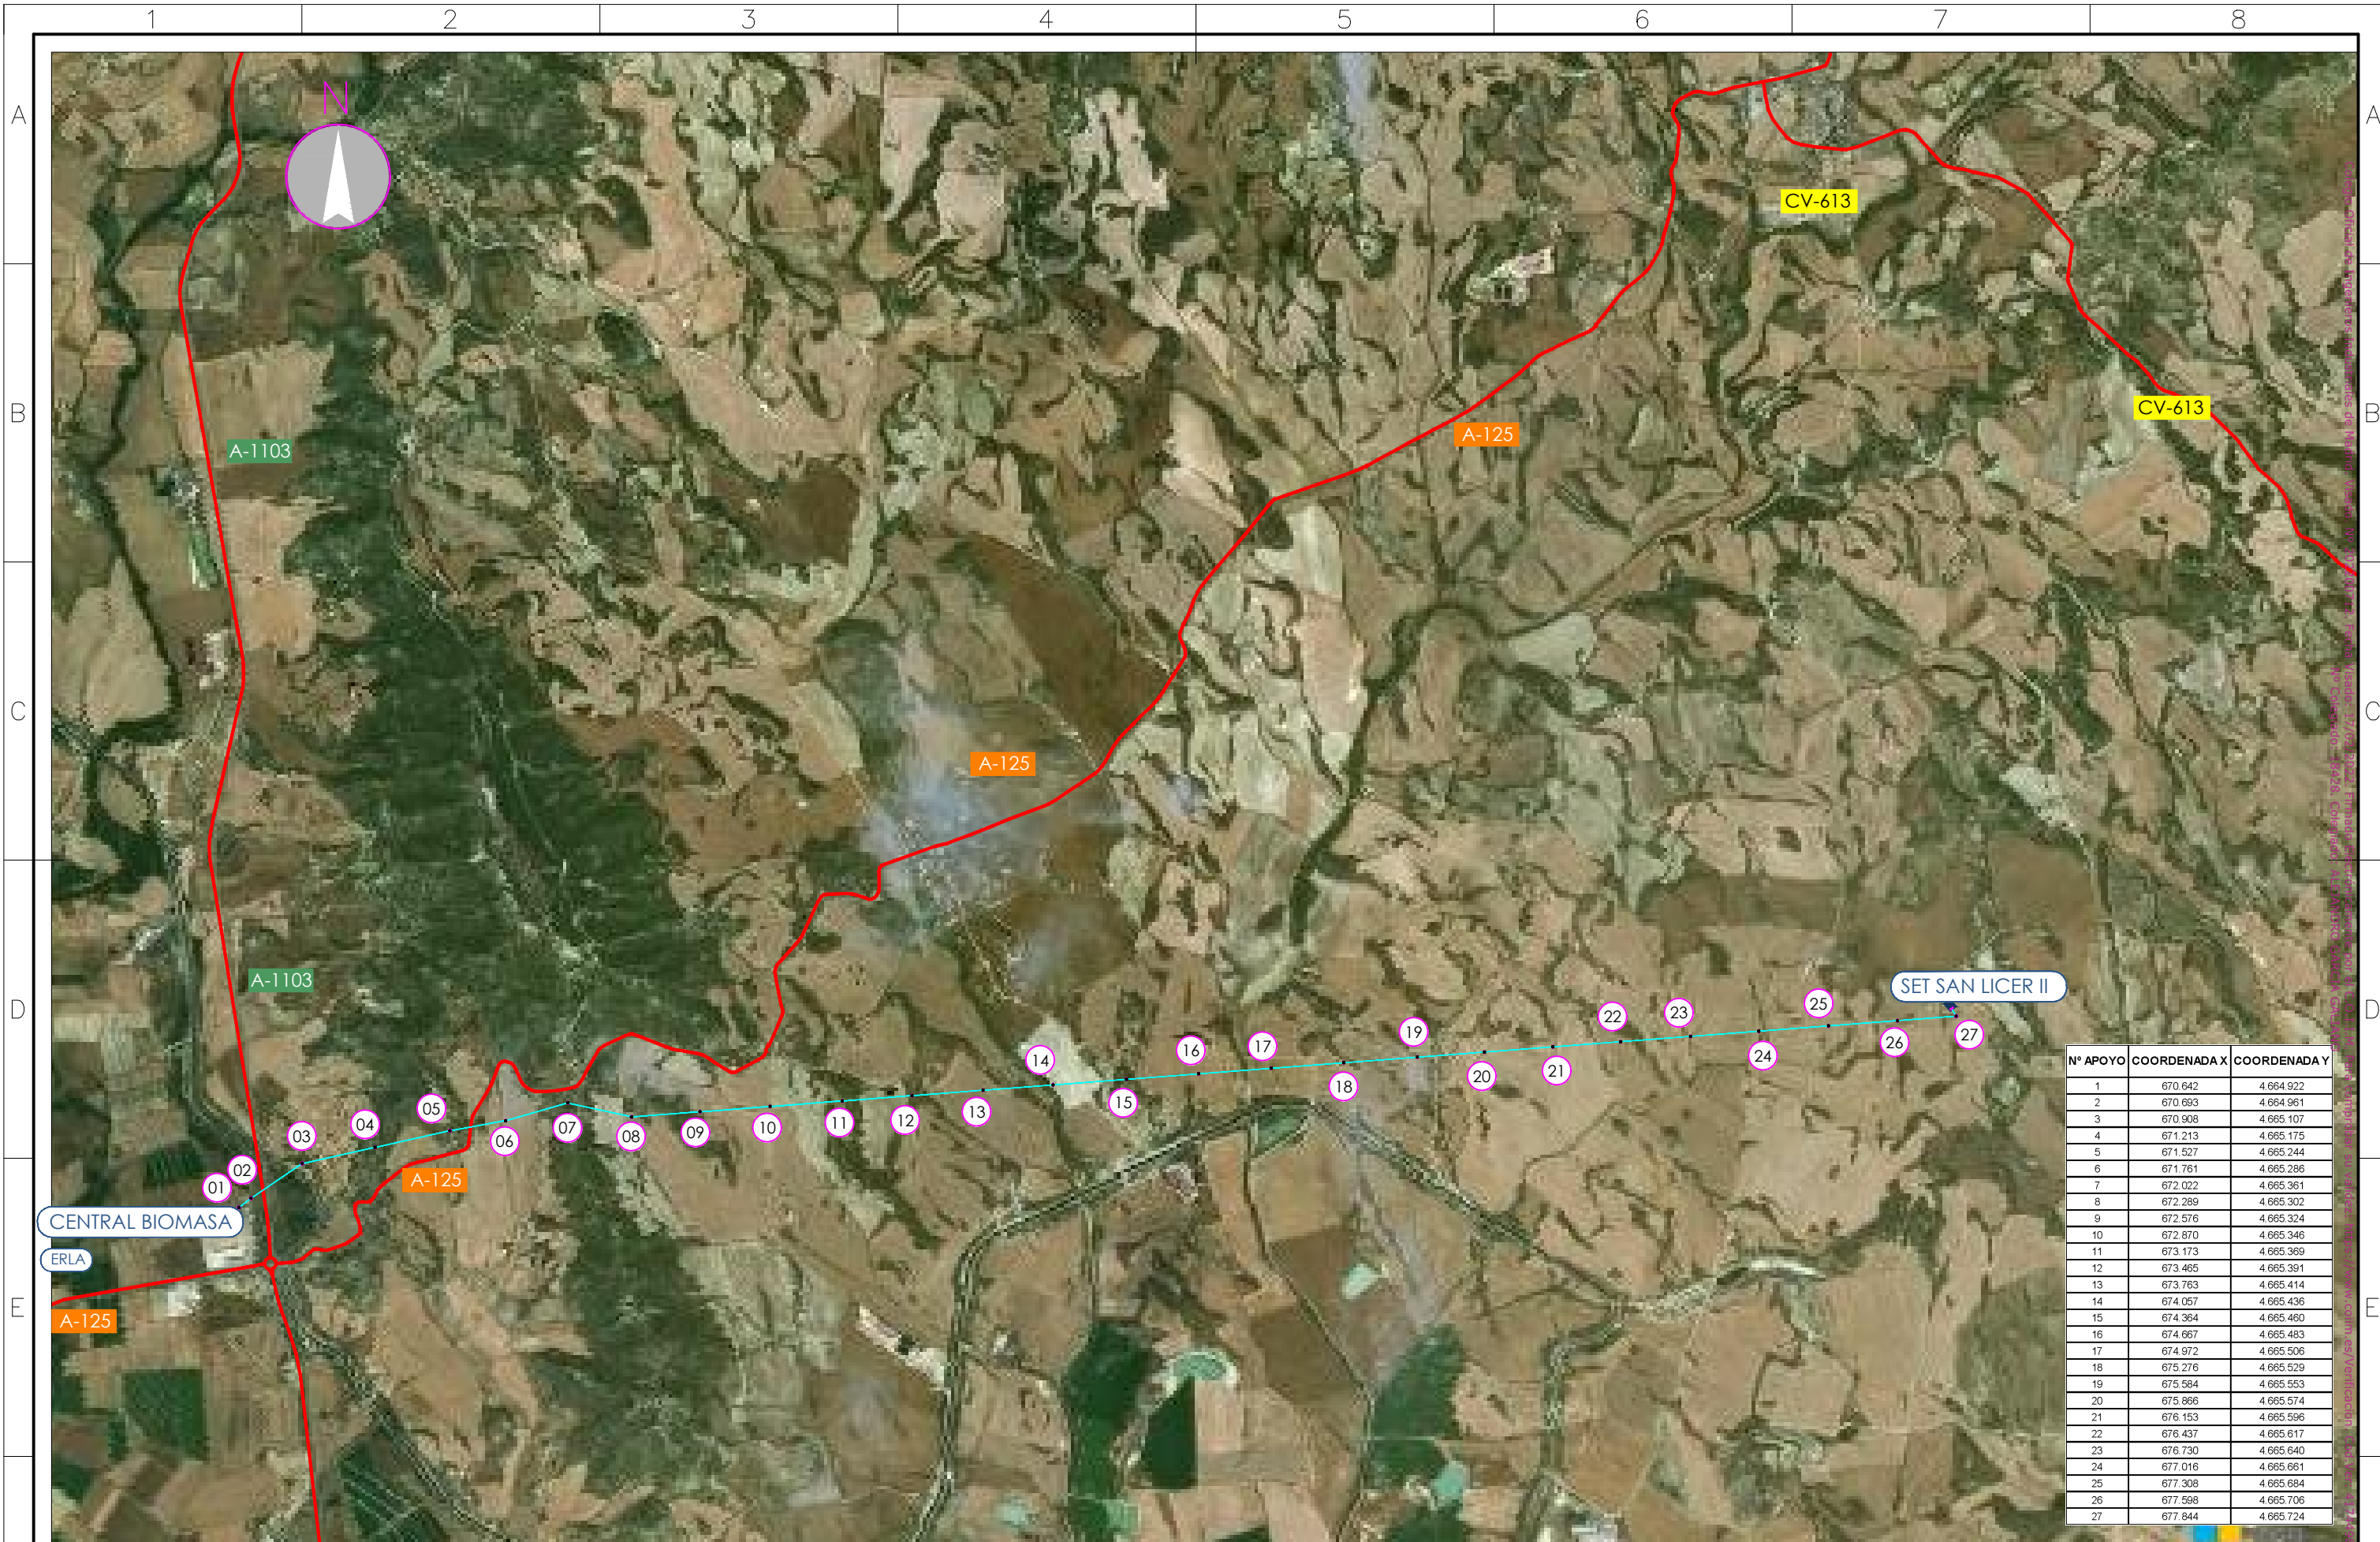 1 2 3 4 5 6 7 8
A A
N
CV-613
B B
CV-613
A-1103
A-125
C C
A-125
A-1103
D D
SET SAN LICER II
01
02
03
04
05
06
07
08
09
10
11
12
13
14
15
16
17
18
19
20
21
22
23
24
25
26
27
A-125
CENTRAL BIOMASA
ERLA
A-125
E E
Nº APOYO COORDENADA X COORDENADA Y
1 670.642 4.664.922
2 670.693 4.664.961
3 670.908 4.665.107
4 671.213 4.665.175
5 671.527 4.665.244
6 671.761 4.665.286
7 672.022 4.665.361
8 672.289 4.665.302
9 672.576 4.665.324
10 672.870 4.665.346
11 673.173 4.665.369
12 673.465 4.665.391
13 673.763 4.665.414
14 674.057 4.665.436
15 674.364 4.665.460
16 674.667 4.665.483
17 674.972 4.665.506
18 675.276 4.665.529
19 675.584 4.665.553
20 675.866 4.665.574
21 676.153 4.665.596
22 676.437 4.665.617
23 676.730 4.665.640
24 677.016 4.665.661
25 677.308 4.665.684
26 677.598 4.665.706
27 677.844 4.665.724